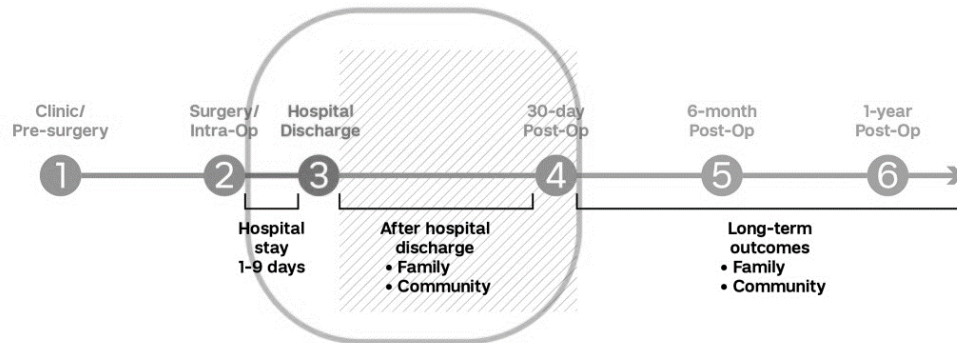 Clinic/
Pre-surgery
Surgery/
Intra-Op
Hospital
Discharge
30-day
Post-Op
6-month
Post-Op
1-year
Post-Op
1
2
3
4
5
6
Hospital
stay
1-9 days
After hospital
discharge
• Family
• Community
Long-term
outcomes
• Family
• Community